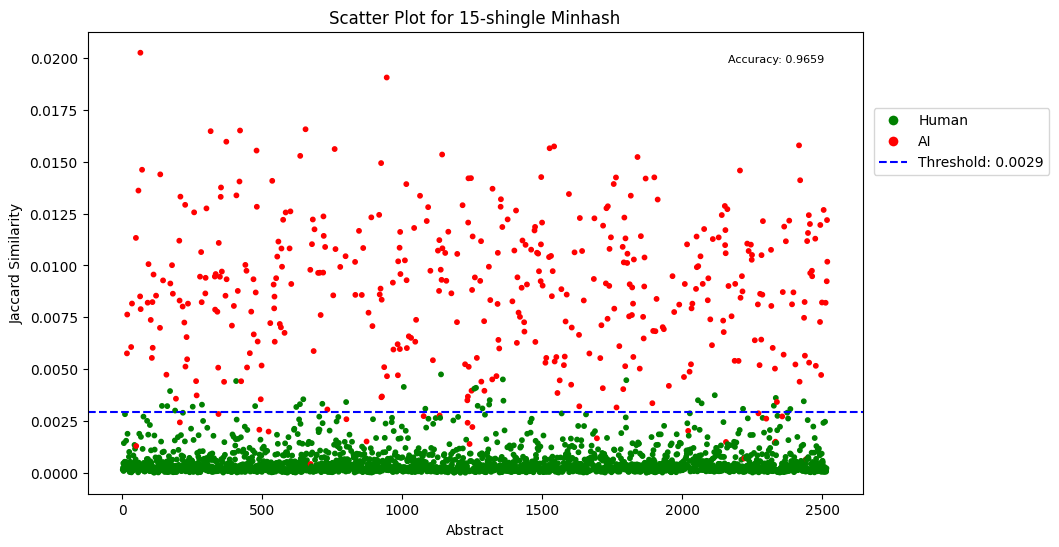 Scatter Plot for 15-shingle Minhash
Accuracy: 0.9659
0.0200
0.0175
0.0150
0.0125
0.0100
0.0075
0.0050
0.0025
0.0000
Jaccard Similarity
0 500 1000 1500 2000 2500
Abstract
Human
AI
Threshold: 0.0029